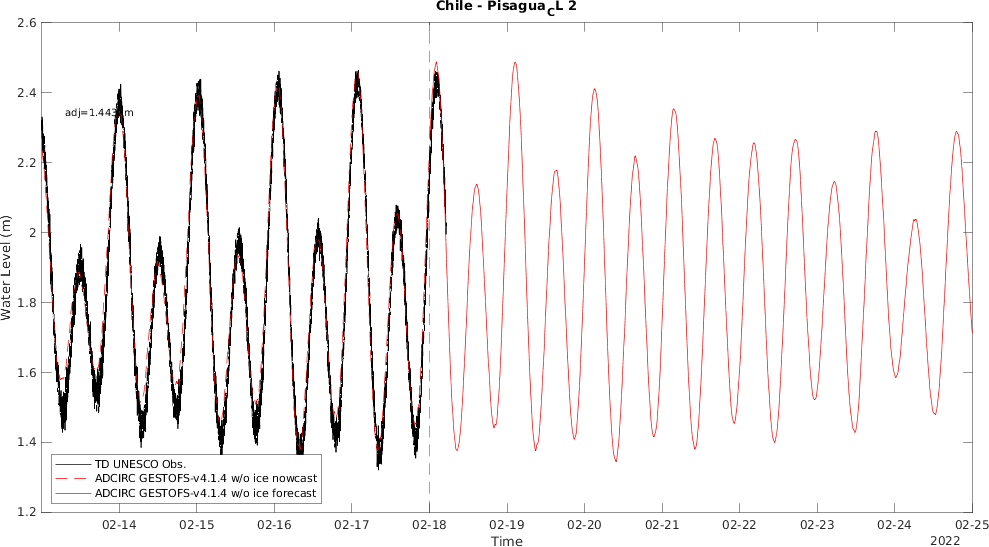 Chile - Pisagua_CL 2
2.6
2.4
2.2
2
1.8
1.6
1.4
1.2
Water Level (m)
adj=1.443 m
TD UNESCO Obs.
ADCIRC GESTOFS-v4.1.4 w/o ice nowcast
ADCIRC GESTOFS-v4.1.4 w/o ice forecast
02-14 02-15 02-16 02-17 02-18 02-19 02-20 02-21 02-22 02-23 02-24 02-25
Time
2022